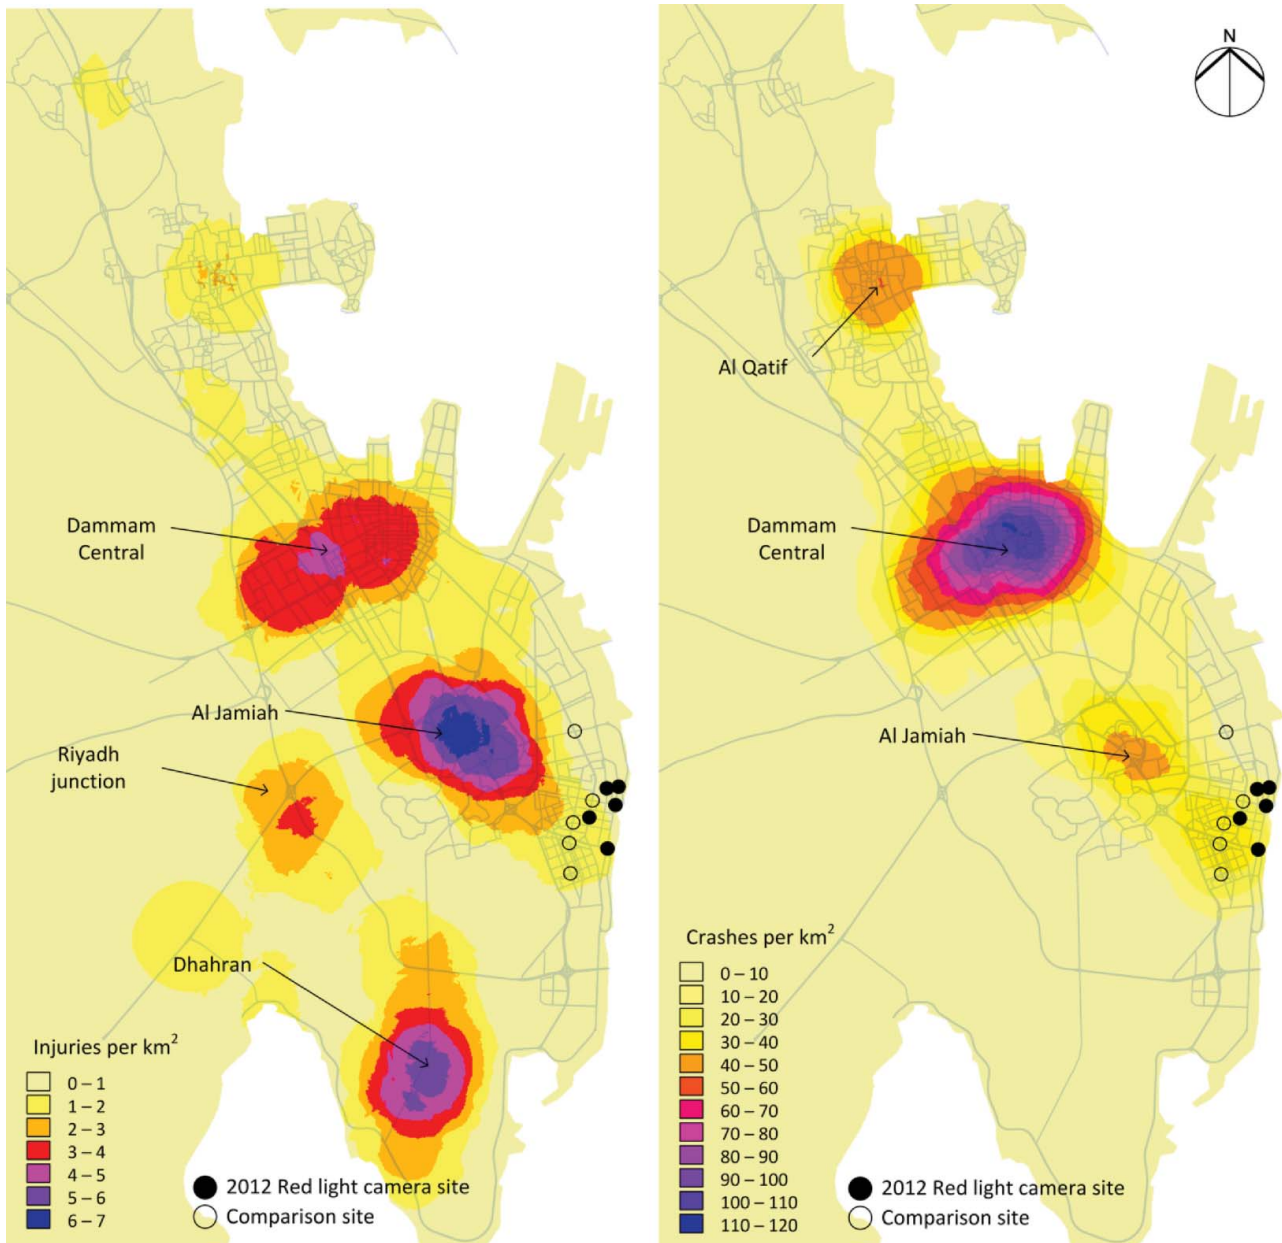 Dammam
Central
Al Jamiah
Riyadh
junction
Dhahran
Injuries per km²
0 – 1
1 – 2
2 – 3
3 – 4
4 – 5
5 – 6
6 – 7
2012 Red light camera site
Comparison site
N
Al Qatif
Dammam
Central
Al Jamiah
Crashes per km²
0 – 10
10 – 20
20 – 30
30 – 40
40 – 50
50 – 60
60 – 70
70 – 80
80 – 90
90 – 100
100 – 110
110 – 120
2012 Red light camera site
Comparison site